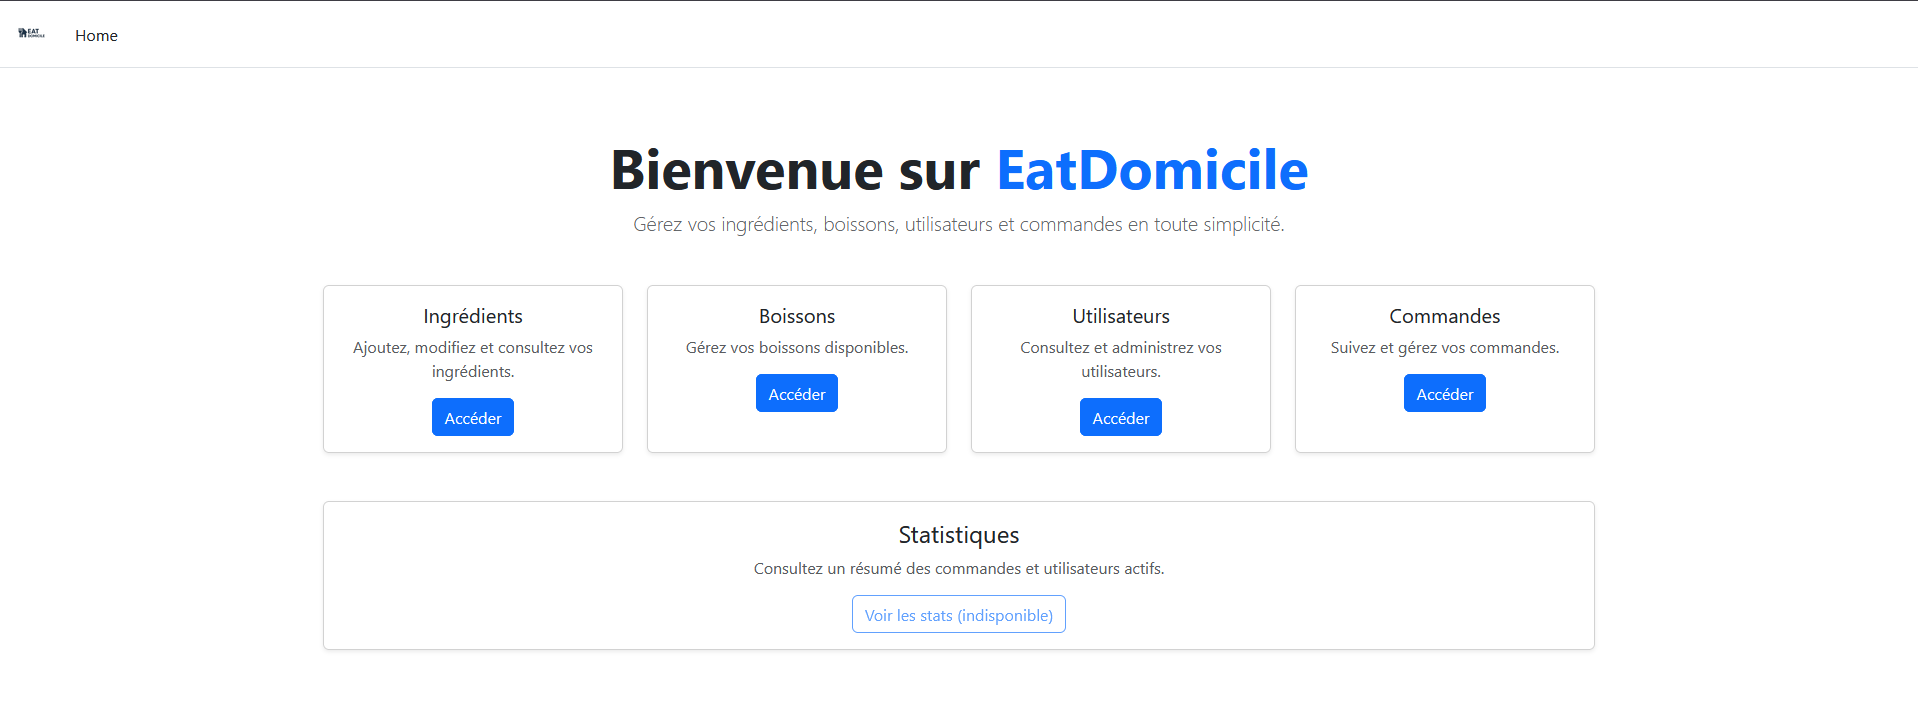 EAT
DOMICILE
Home
Bienvenue sur EatDomicile
Gérez vos ingrédients, boissons, utilisateurs et commandes en toute simplicité.
Ingrédients
Ajoutez, modifiez et consultez vos
ingrédients.
Accéder
Boissons
Gérez vos boissons disponibles.
Accéder
Utilisateurs
Consultez et administrez vos
utilisateurs.
Accéder
Commandes
Suivez et gérez vos commandes.
Accéder
Statistiques
Consultez un résumé des commandes et utilisateurs actifs.
Voir les stats (indisponible)